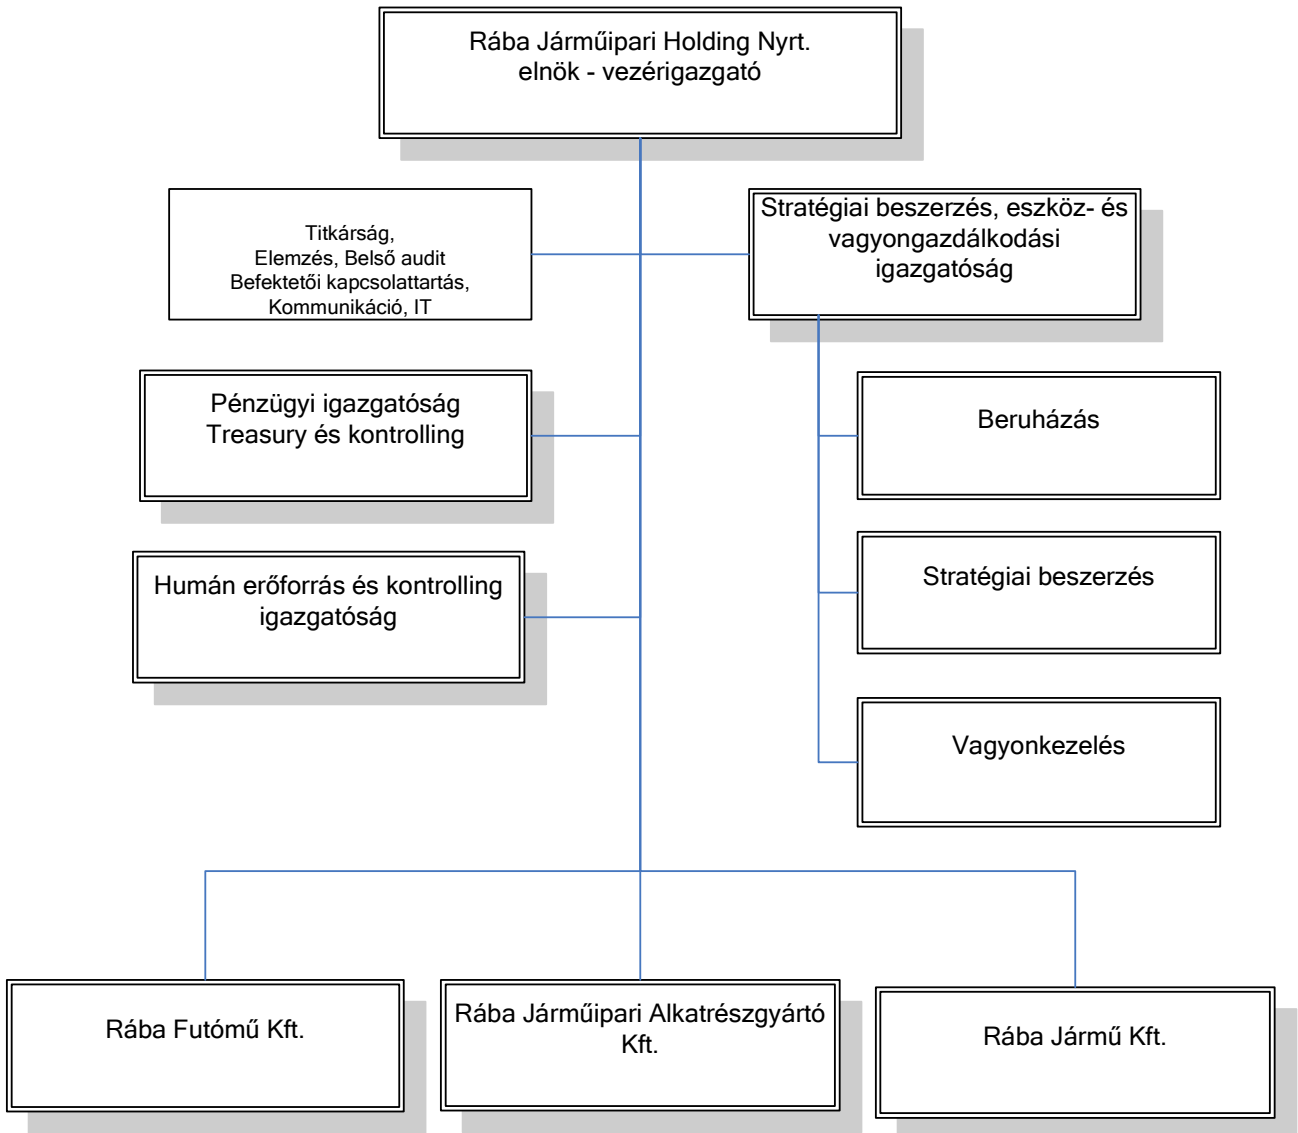 Rába Járműipari Holding Nyrt.
elnök - vezérigazgató
Titkárság,
Elemzés, Belső audit
Befektetői kapcsolattartás,
Kommunikáció, IT
Stratégiai beszerzés, eszköz- és
vagyongazdálkodási
igazgatóság
Pénzügyi igazgatóság
Treasury és kontrolling
Beruházás
Humán erőforrás és kontrolling
igazgatóság
Stratégiai beszerzés
Vagyonkezelés
Rába Futómű Kft.
Rába Járműipari Alkatrészgyártó
Kft.
Rába Jármű Kft.